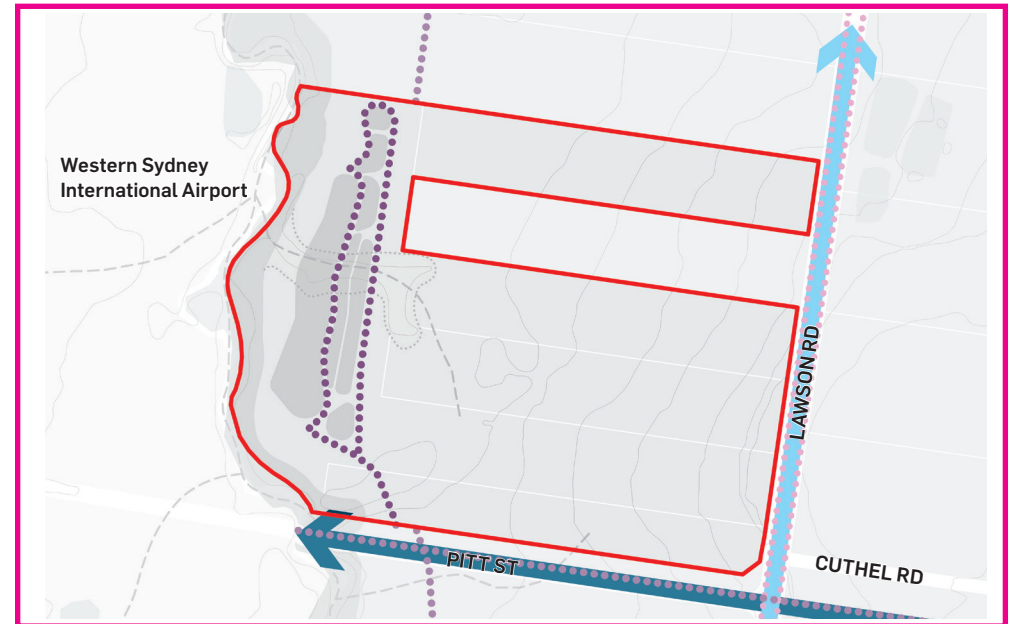 Western Sydney
International Airport
LAWSON RD
PITT ST
CUTHEL RD